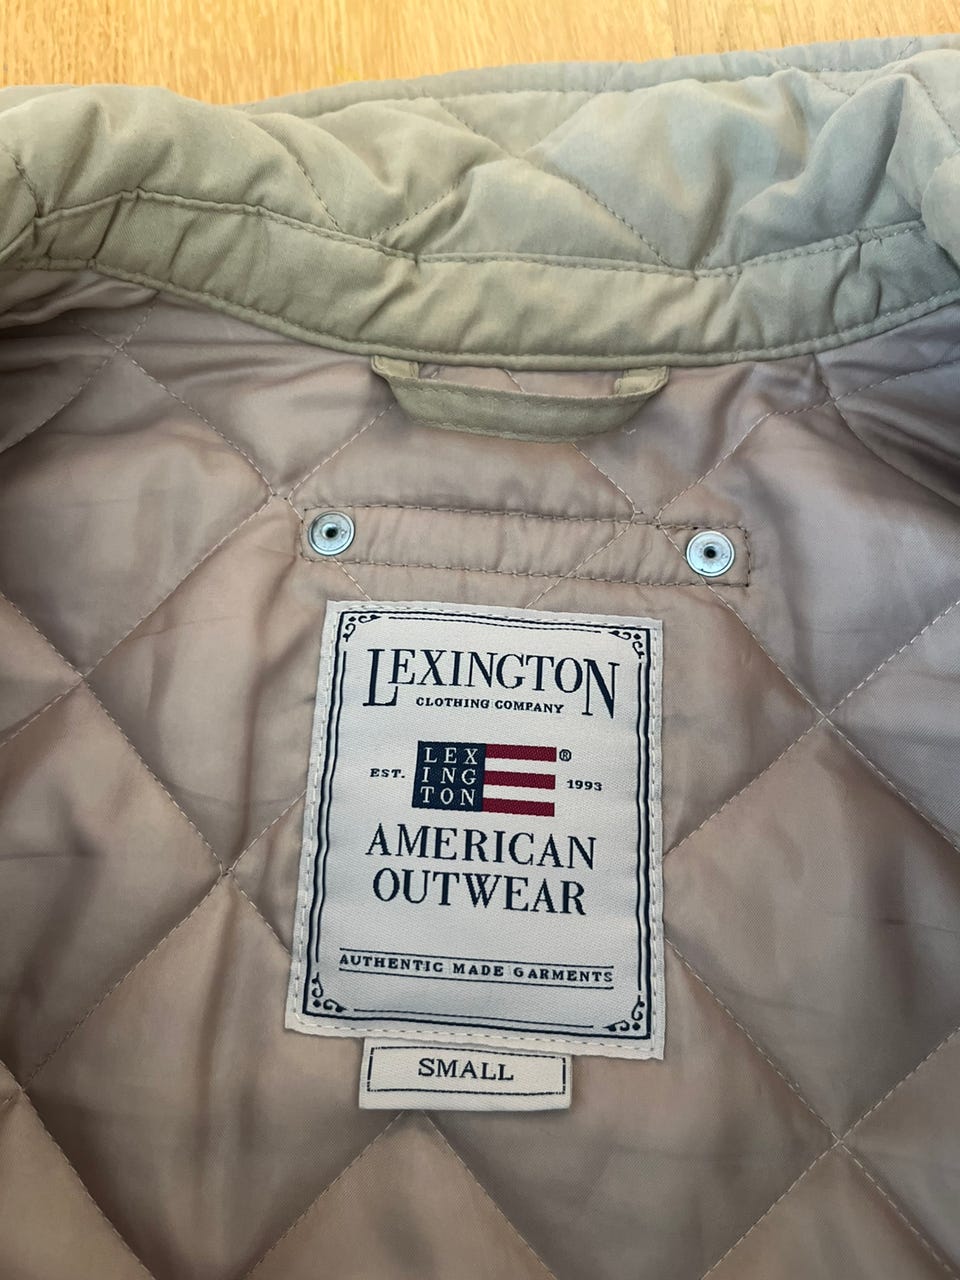 LEXINGTON
CLOTHING COMPANY
EST. LEX ING TON ® 1993
AMERICAN
OUTWEAR
AUTHENTIC MADE GARMENTS
SMALL